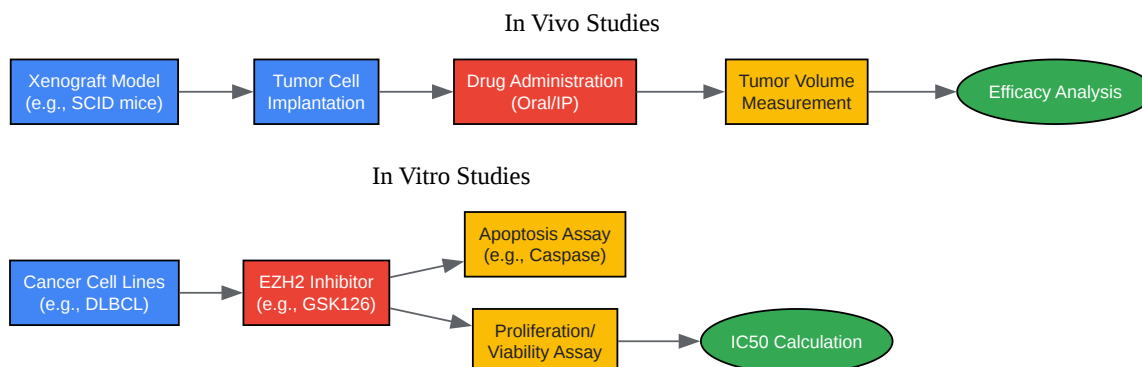 In Vivo Studies
Xenograft Model
(e.g., SCID mice)
Tumor Cell
Implantation
Drug Administration
(Oral/IP)
Tumor Volume
Measurement
Efficacy Analysis
In Vitro Studies
Cancer Cell Lines
(e.g., DLBCL)
EZH2 Inhibitor
(e.g., GSK126)
Apoptosis Assay
(e.g., Caspase)
Proliferation/
Viability Assay
IC50 Calculation